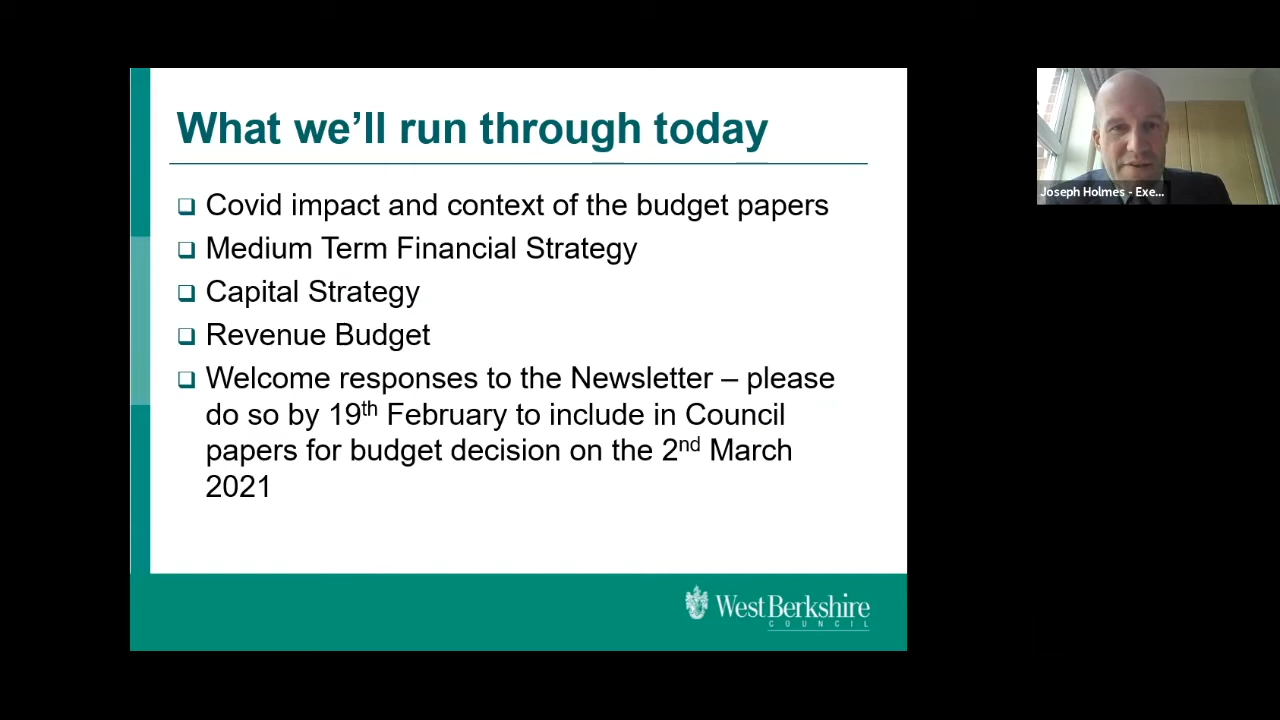 What we’ll run through today
Covid impact and context of the budget papers
Medium Term Financial Strategy
Capital Strategy
Revenue Budget
Welcome responses to the Newsletter – please
do so by 19th February to include in Council
papers for budget decision on the 2nd March
2021
West Berkshire
COUNCIL
Joseph Holmes - Exe...